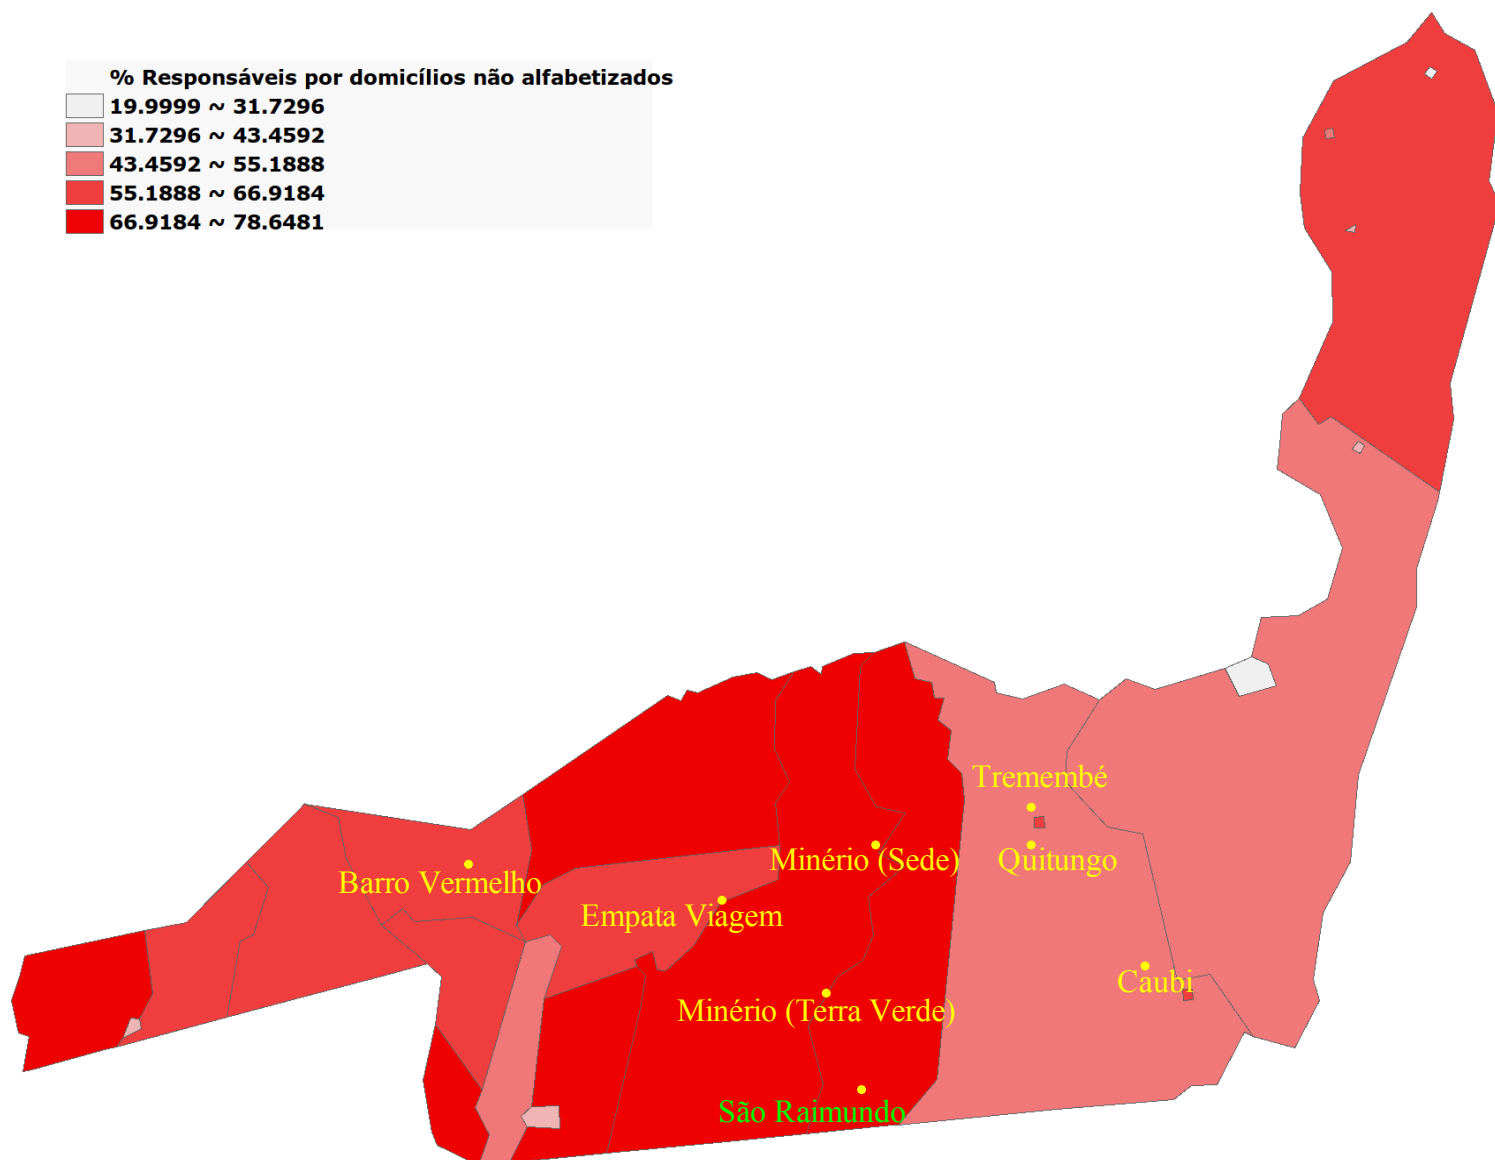 % Responsáveis por domicílios não alfabetizados
19.9999 ~ 31.7296
31.7296 ~ 43.4592
43.4592 ~ 55.1888
55.1888 ~ 66.9184
66.9184 ~ 78.6481
Tremembé
Minério (Sede)
Quitungo
Barro Vermelho
Empata Viagem
Caubi
Minério (Terra Verde)
São Raimundo